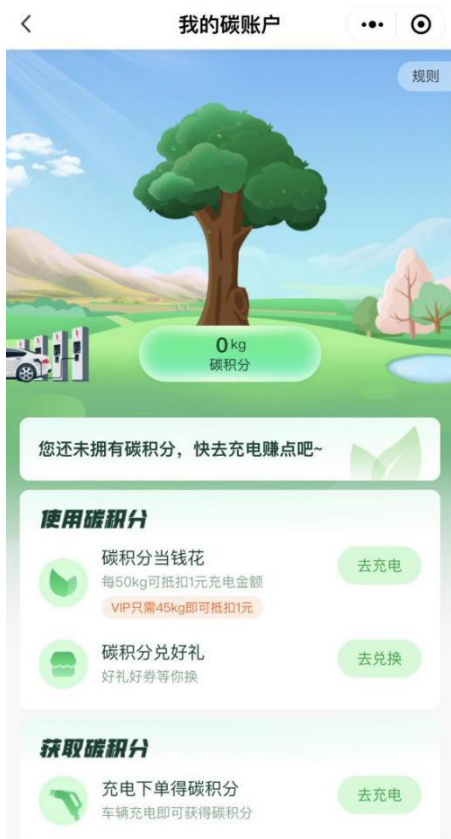 我的碳账户
规则
0kg
碳积分
您还未拥有碳积分，快去充电赚点吧~
使用碳积分
碳积分当钱花
每50kg可抵扣1元充电金额
去充电
VIP只需45kg即可抵扣1元
碳积分兑好礼
好礼好券等你换
去兑换
获取碳积分
充电下单得碳积分
车辆充电即可获得碳积分
去充电